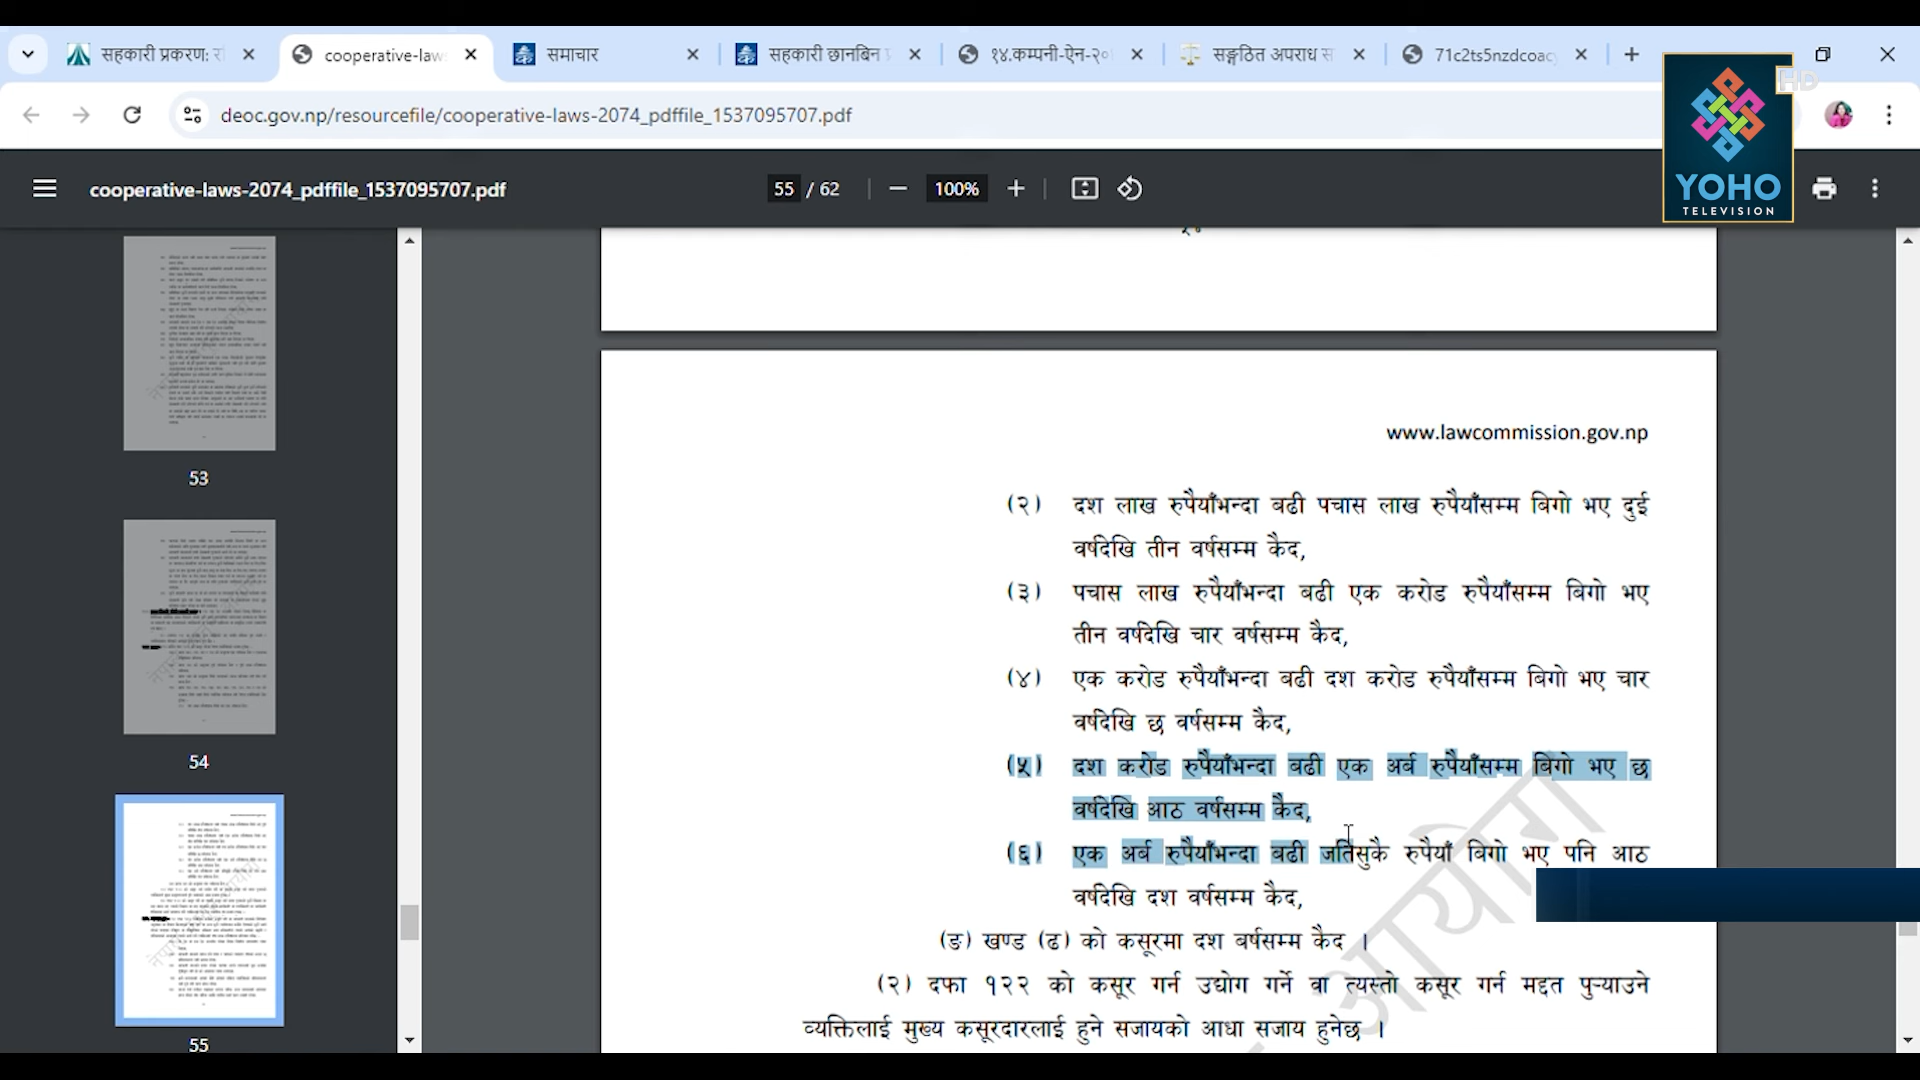 सहकारी प्रकरण: र
cooperative-law
समाचार
सहकारी छानबिन प्र
१४.कम्पनी-ऐन-२०
सङ्गठित अपराध स
71c2ts5nzdcoac
deoc.gov.np/resourcefile/cooperative-laws-2074_pdffile_1537095707.pdf
HD
YOHO
TELEVISION
cooperative-laws-2074_pdffile_1537095707.pdf
55 / 62
100%
53
54
55
www.lawcommission.gov.np
(२) दश लाख रुपैयाँभन्दा बढी पचास लाख रुपैयाँसम्म बिगो भए दुई
वर्षदेखि तीन वर्षसम्म कैद,
(३) पचास लाख रुपैयाँभन्दा बढी एक करोड रुपैयाँसम्म बिगो भए
तीन वर्षदेखि चार वर्षसम्म कैद,
(४) एक करोड रुपैयाँभन्दा बढी दश करोड रुपैयाँसम्म बिगो भए चार
वर्षदेखि छ वर्षसम्म कैद,
(५) दश करोड रुपैयाँभन्दा बढी एक अर्ब रुपैयाँसम्म बिगो भए छ
वर्षदेखि आठ वर्षसम्म कैद,
(६) एक अर्ब रुपैयाँभन्दा बढी जतिसुकै रुपैयाँ बिगो भए पनि आठ
वर्षदेखि दश वर्षसम्म कैद,
(ङ) खण्ड (ढ) को कसूरमा दश बर्षसम्म कैद ।
(२) दफा १२२ को कसूर गर्न उद्योग गर्ने वा त्यस्तो कसूर गर्न मद्दत पुर्‍याउने
व्यक्तिलाई मुख्य कसूरदारलाई हुने सजायको आधा सजाय हुनेछ ।
आयोग